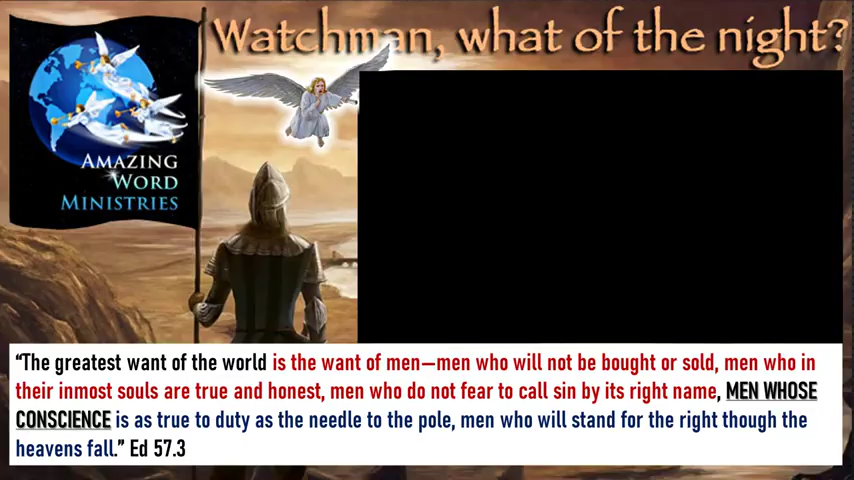 Watchman, what of the night?
AMAZING
WORD
MINISTRIES
“The greatest want of the world is the want of men—men who will not be bought or sold, men who in
their inmost souls are true and honest, men who do not fear to call sin by its right name, MEN WHOSE
CONSCIENCE is as true to duty as the needle to the pole, men who will stand for the right though the
heavens fall.” Ed 57.3